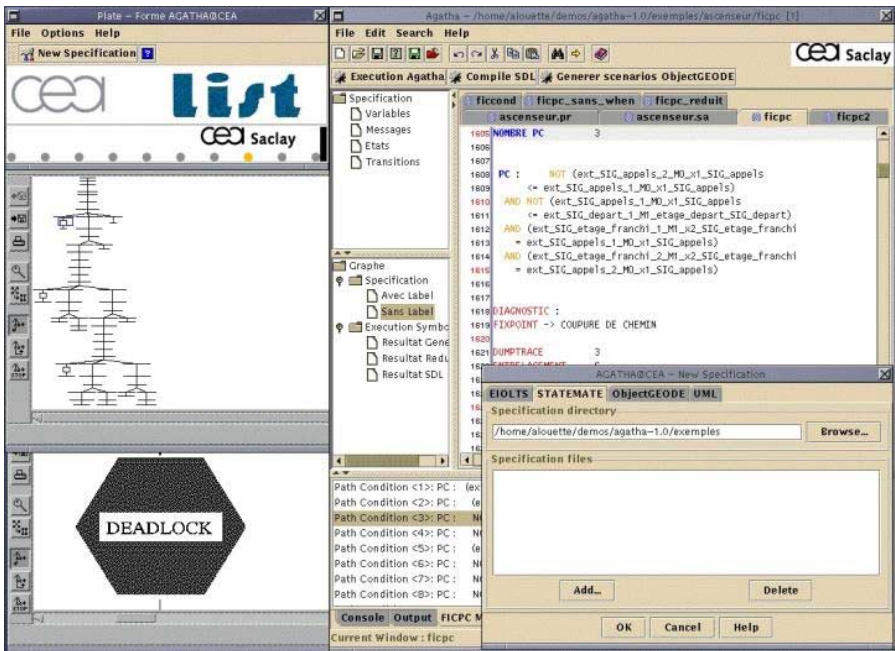 Plate - Forme AGATHA@CEA
File Options Help
New Specification ?
cea list
cea Saclay
DEADLOCK
Agatha - /home/alouette/demos/agatha-1.0/exemples/ascenseur/ficpc [1]
File Edit Search Help
cea Saclay
Execution Agatha Compile SDL Generer scenarios ObjectGEODE
Specification
Variables
Messages
Etats
Transitions
Graphe
Specification
Avec Label
Sans Label
Execution Symbo
Resultat Gene
Resultat Redu
Resultat SDL
ficcond ficpc_sans_when ficpc_reduit
ascenseur.pr ascenseur.sa ficpc ficpc2
1605 NOMBRE PC 3
1606
1607
1608 PC : NOT (ext_SIG_appels_2_M0_x1_SIG_appels
1609 <= ext_SIG_appels_1_M0_x1_SIG_appels)
1610 AND NOT (ext_SIG_appels_1_M0_x1_SIG_appels
1611 <= ext_SIG_depart_1_M1_etage_depart_SIG_depart)
1612 AND (ext_SIG_etage_franchi_1_M1_x2_SIG_etage_franchi
1613 = ext_SIG_appels_1_M0_x1_SIG_appels)
1614 AND (ext_SIG_etage_franchi_2_M1_x2_SIG_etage_franchi
1615 = ext_SIG_appels_2_M0_x1_SIG_appels)
1616
1617
1618 DIAGNOSTIC :
1619 FIXPOINT -> COUPURE DE CHEMIN
1620
1621 DUMPTRACE 3
Path Condition <1>: PC : (ex
Path Condition <2>: PC : (e
Path Condition <3>: PC : NO
Path Condition <4>: PC : NO
Path Condition <5>: PC : (e
Path Condition <6>: PC : NO
Path Condition <7>: PC : NO
Path Condition <8>: PC : NO
Console Output FICPC M
Current Window : ficpc
AGATHA@CEA - New Specification
EIOLTS STATEMATE ObjectGEODE UML
Specification directory
/home/alouette/demos/agatha-1.0/exemples Browse...
Specification files
Add... Delete
OK Cancel Help